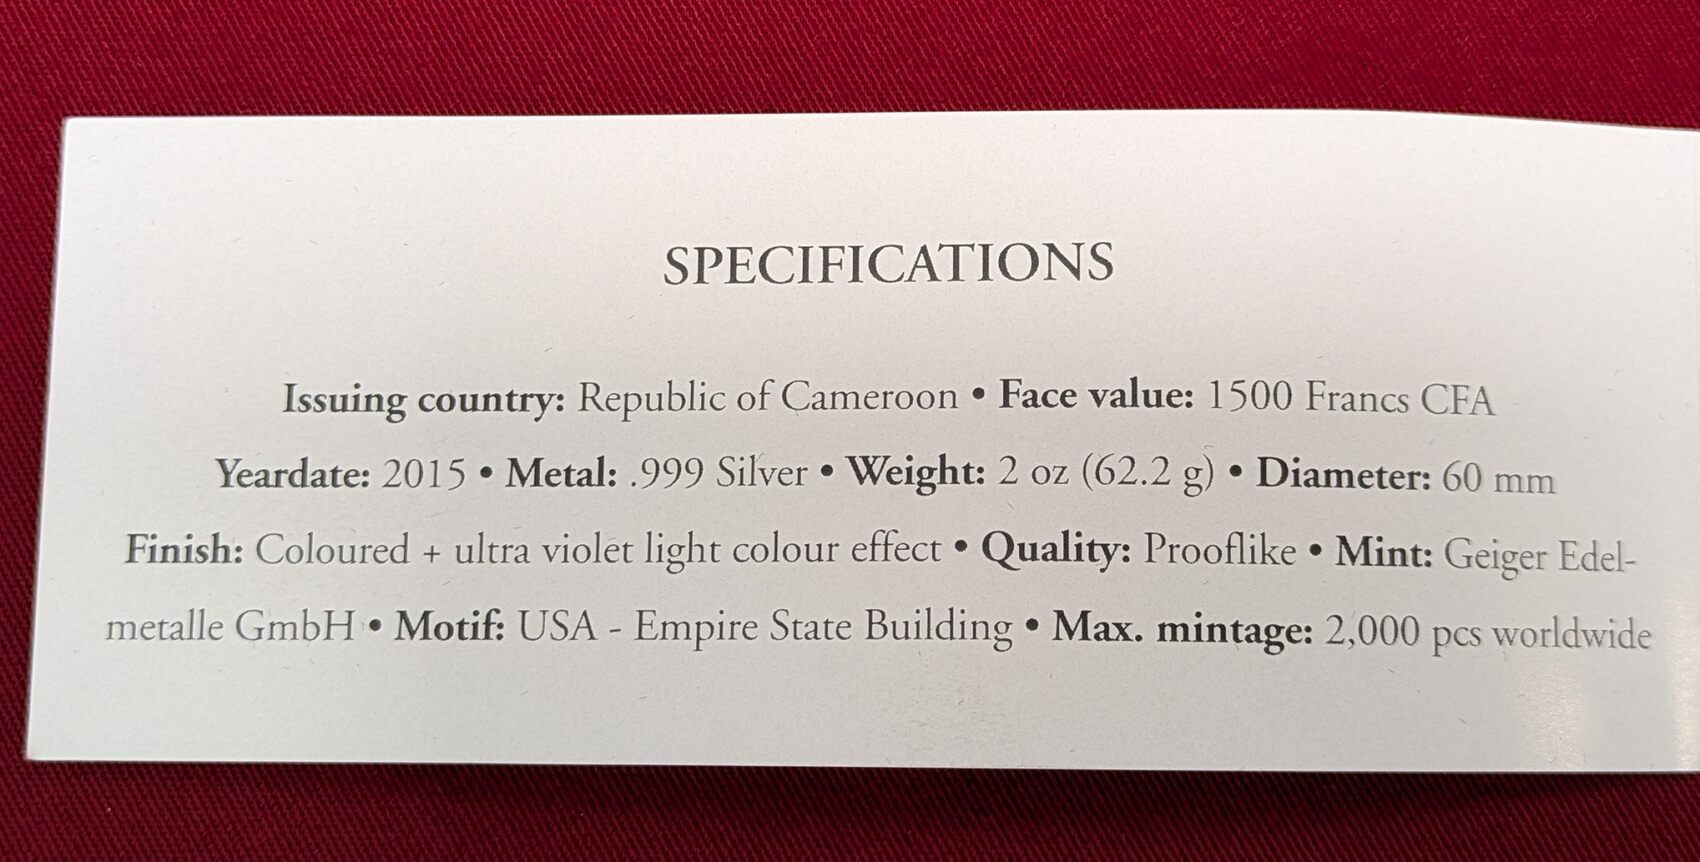 SPECIFICATIONS
Issuing country: Republic of Cameroon • Face value: 1500 Francs CFA
Yeardate: 2015 • Metal: .999 Silver • Weight: 2 oz (62.2 g) • Diameter: 60 mm
Finish: Coloured + ultra violet light colour effect • Quality: Prooflike • Mint: Geiger Edel-
metalle GmbH • Motif: USA - Empire State Building • Max. mintage: 2,000 pcs worldwide